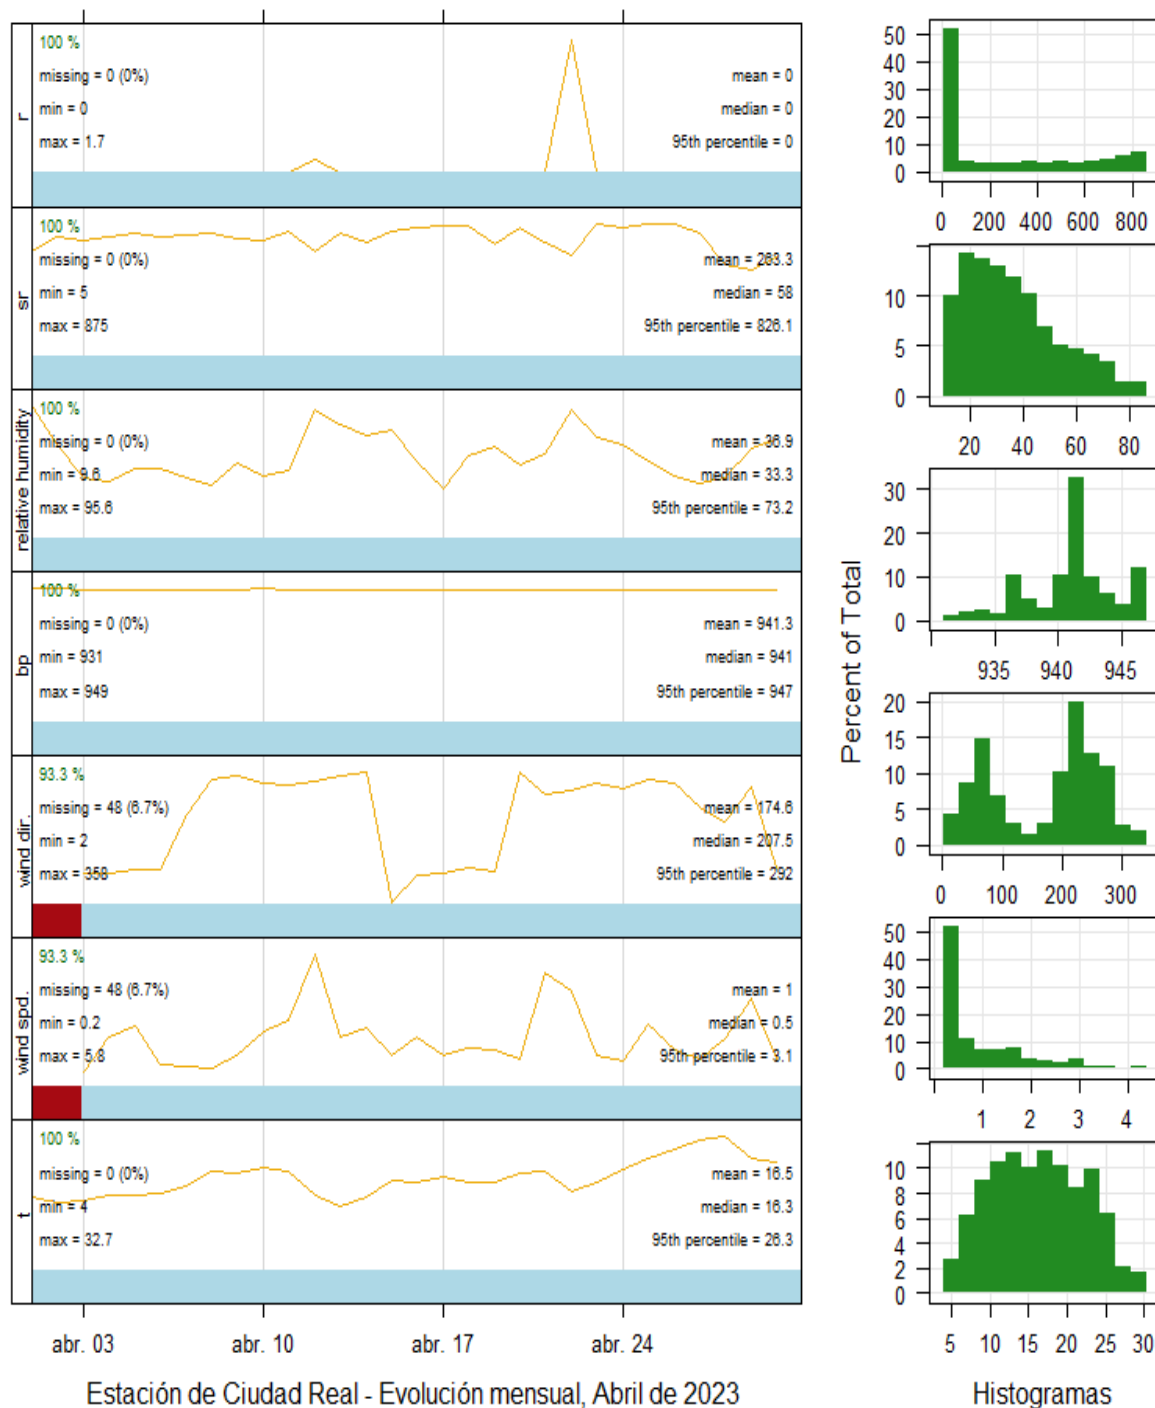 r
100 %
missing = 0 (0%)
min = 0
max = 1.7
mean = 0
median = 0
95th percentile = 0
sr
100 %
missing = 0 (0%)
min = 5
max = 875
mean = 263.3
median = 58
95th percentile = 826.1
relative humidity
100 %
missing = 0 (0%)
min = 9.6
max = 95.6
mean = 36.9
median = 33.3
95th percentile = 73.2
bp
100 %
missing = 0 (0%)
min = 931
max = 949
mean = 941.3
median = 941
95th percentile = 947
wind dir.
93.3 %
missing = 48 (6.7%)
min = 2
max = 358
mean = 174.6
median = 207.5
95th percentile = 292
wind spd.
93.3 %
missing = 48 (6.7%)
min = 0.2
max = 5.8
mean = 1
median = 0.5
95th percentile = 3.1
t
100 %
missing = 0 (0%)
min = 4
max = 32.7
mean = 16.5
median = 16.3
95th percentile = 26.3
abr. 03 abr. 10 abr. 17 abr. 24
Estación de Ciudad Real - Evolución mensual, Abril de 2023
Percent of Total
50
40
30
20
10
0
0 200 400 600 800
10
5
0
20 40 60 80
30
20
10
0
935 940 945
20
15
10
5
0
0 100 200 300
50
40
30
20
10
0
1 2 3 4
10
8
6
4
2
0
5 10 15 20 25 30
Histogramas